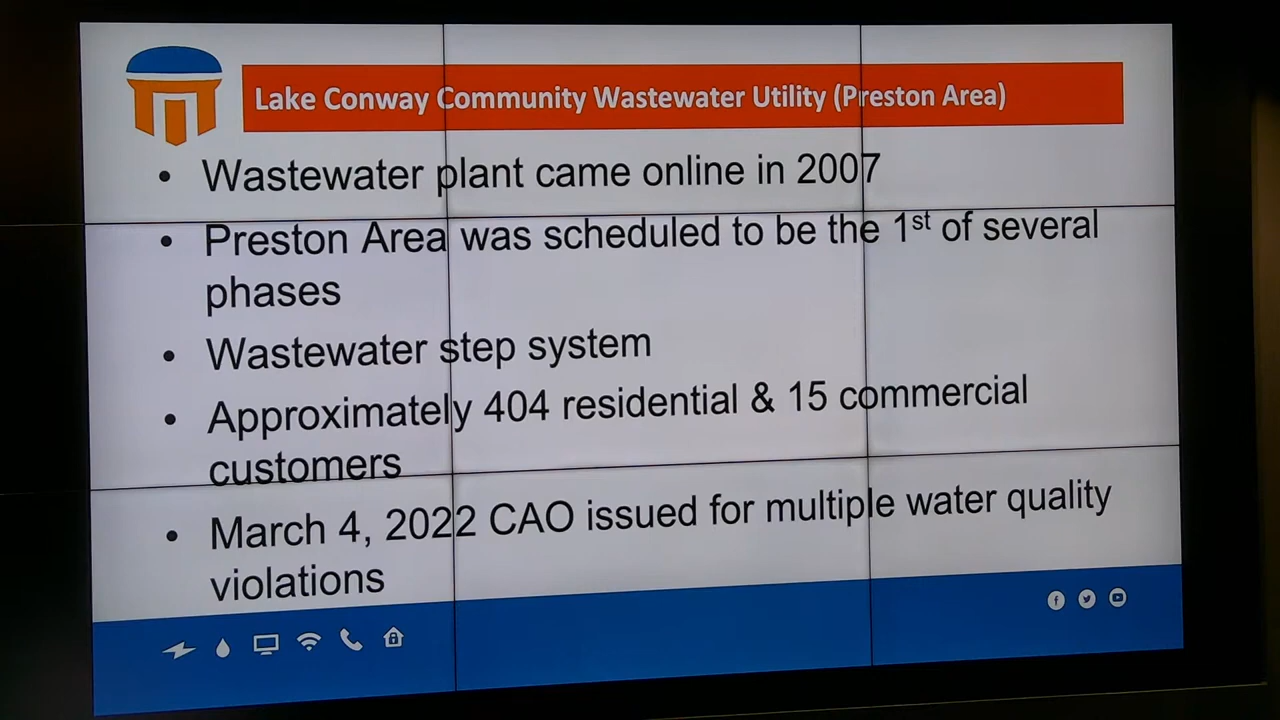 Lake Conway Community Wastewater Utility (Preston Area)
• Wastewater plant came online in 2007
• Preston Area was scheduled to be the 1st of several
phases
• Wastewater step system
• Approximately 404 residential & 15 commercial
customers
• March 4, 2022 CAO issued for multiple water quality
violations